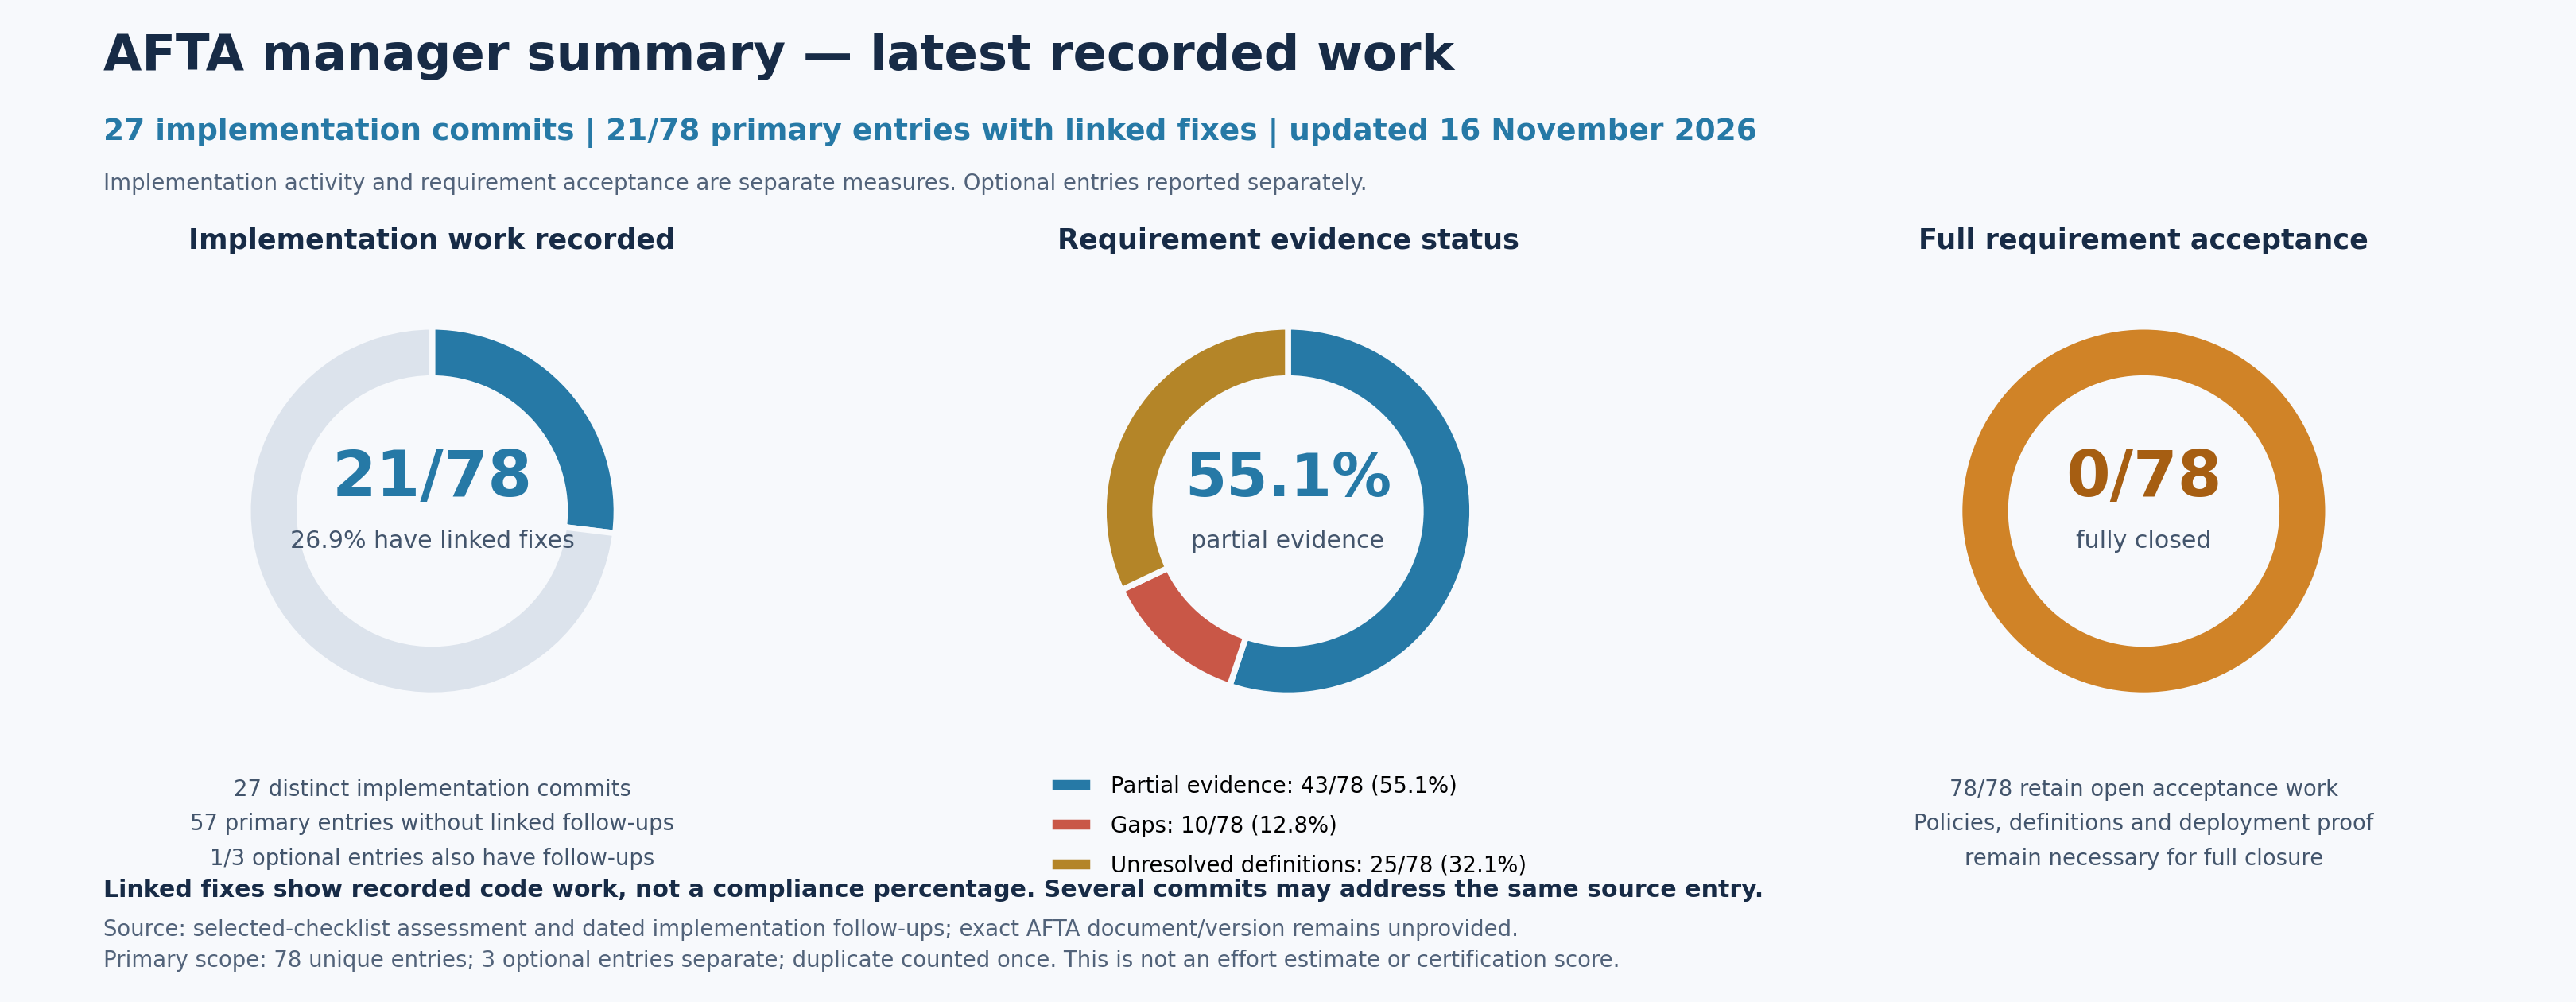 AFTA manager summary — latest recorded work
27 implementation commits | 21/78 primary entries with linked fixes | updated 16 November 2026
Implementation activity and requirement acceptance are separate measures. Optional entries reported separately.
Implementation work recorded
21/78
26.9% have linked fixes
27 distinct implementation commits
57 primary entries without linked follow-ups
1/3 optional entries also have follow-ups
Requirement evidence status
55.1%
partial evidence
Partial evidence: 43/78 (55.1%)
Gaps: 10/78 (12.8%)
Unresolved definitions: 25/78 (32.1%)
Full requirement acceptance
0/78
fully closed
78/78 retain open acceptance work
Policies, definitions and deployment proof
remain necessary for full closure
Linked fixes show recorded code work, not a compliance percentage. Several commits may address the same source entry.
Source: selected-checklist assessment and dated implementation follow-ups; exact AFTA document/version remains unprovided.
Primary scope: 78 unique entries; 3 optional entries separate; duplicate counted once. This is not an effort estimate or certification score.